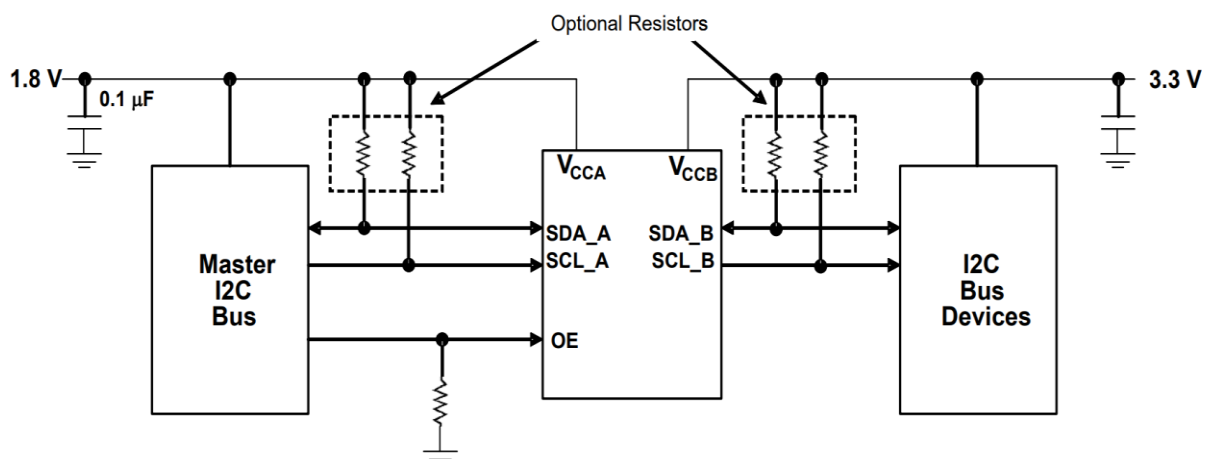 Optional Resistors
1.8 V
3.3 V
0.1 μF
VCCA
VCCB
SDA_A
SDA_B
SCL_A
SCL_B
Master
I2C
Bus
I2C
Bus
Devices
OE